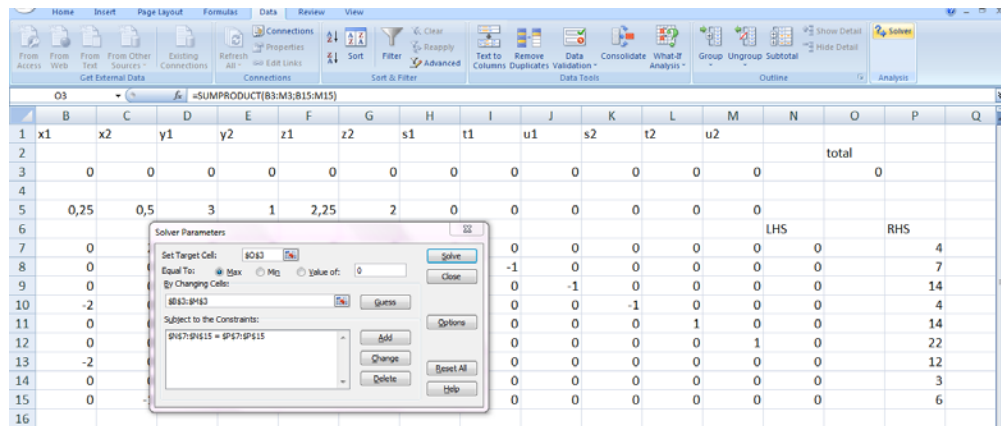 Home Insert Page Layout Formulas Data Review View
From Access From Web From Text From Other Sources Existing Connections Refresh All Connections Properties Edit Links Sort Filter Clear Reapply Advanced Text to Columns Remove Duplicates Data Validation Consolidate What-If Analysis Group Ungroup Subtotal Show Detail Hide Detail Solver
Get External Data Connections Sort & Filter Data Tools Outline Analysis
O3 fx =SUMPRODUCT(B3:M3;B15:M15)
B C D E F G H I J K L M N O P Q
1 x1 x2 y1 y2 z1 z2 s1 t1 u1 s2 t2 u2
2 total
3 0 0 0 0 0 0 0 0 0 0 0 0 0
4
5 0,25 0,5 3 1 2,25 2 0 0 0 0 0 0
6 LHS RHS
7 0 0 0 0 0 0 0 4
8 0 -1 0 0 0 0 0 7
9 0 0 -1 0 0 0 0 14
10 -2 0 0 -1 0 0 0 4
11 0 0 0 0 1 0 0 14
12 0 0 0 0 0 1 0 22
13 -2 0 0 0 0 0 0 12
14 0 0 0 0 0 0 0 3
15 0 0 0 0 0 0 0 6
16
Solver Parameters
Set Target Cell: $O$3 Solve
Equal To: Max Min Value of: 0 Close
By Changing Cells:
$B$3:$M$3 Guess
Subject to the Constraints: Options
$N$7:$N$15 = $P$7:$P$15 Add
Change Reset All
Delete Help